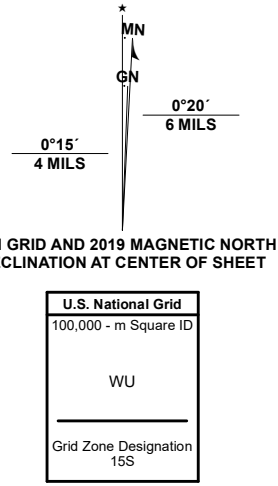 ★
MN
GN
0°20´
6 MILS
0°15´
4 MILS
GRID AND 2019 MAGNETIC NORTH
CLINATION AT CENTER OF SHEET
U.S. National Grid
100,000 - m Square ID
WU
Grid Zone Designation
15S